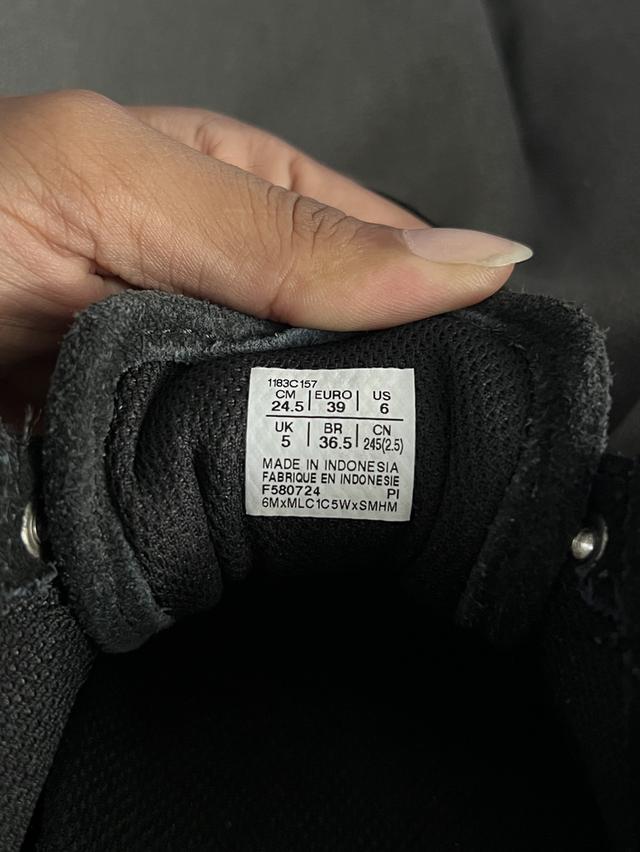 1183C157
CM | EURO | US
24.5 | 39 | 6
UK | BR | CN
5 | 36.5 | 245(2.5)
MADE IN INDONESIA
FABRIQUE EN INDONESIE
F580724 PI
6MxMLC1C5WxSMHM